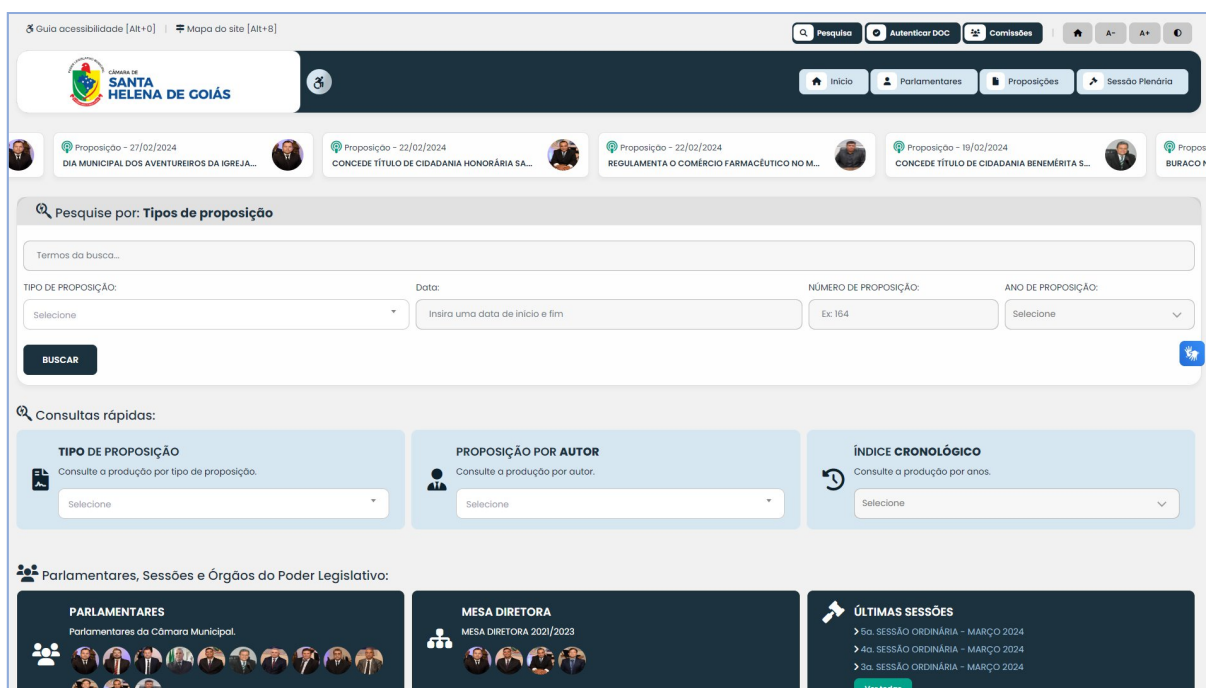 Guia acessibilidade [Alt+0] | Mapa do site [Alt+8]
Pesquisa Autenticar DOC Comissões | A- A+
CÂMARA DE
SANTA
HELENA DE GOIÁS
Início Parlamentares Proposições Sessão Plenária
Proposição - 27/02/2024 Proposição - 22/02/2024 Proposição - 22/02/2024 Proposição - 19/02/2024 Propos
DIA MUNICIPAL DOS AVENTUREIROS DA IGREJA... CONCEDE TÍTULO DE CIDADANIA HONORÁRIA SA... REGULAMENTA O COMÉRCIO FARMACÊUTICO NO M... CONCEDE TÍTULO DE CIDADANIA BENEMÉRITA S... BURACO
Pesquise por: Tipos de proposição
Termos da busca...
TIPO DE PROPOSIÇÃO: Data: NÚMERO DE PROPOSIÇÃO: ANO DE PROPOSIÇÃO:
Selecione Insira uma data de início e fim Ex: 164 Selecione
BUSCAR
Consultas rápidas:
TIPO DE PROPOSIÇÃO PROPOSIÇÃO POR AUTOR ÍNDICE CRONOLÓGICO
Consulte a produção por tipo de proposição. Consulte a produção por autor. Consulte a produção por anos.
Selecione Selecione Selecione
Parlamentares, Sessões e Órgãos do Poder Legislativo:
PARLAMENTARES MESA DIRETORA ÚLTIMAS SESSÕES
Parlamentares da Câmara Municipal. MESA DIRETORA 2021/2023 5a. SESSÃO ORDINÁRIA - MARÇO 2024
4a. SESSÃO ORDINÁRIA - MARÇO 2024
3a. SESSÃO ORDINÁRIA - MARÇO 2024
Ver todas